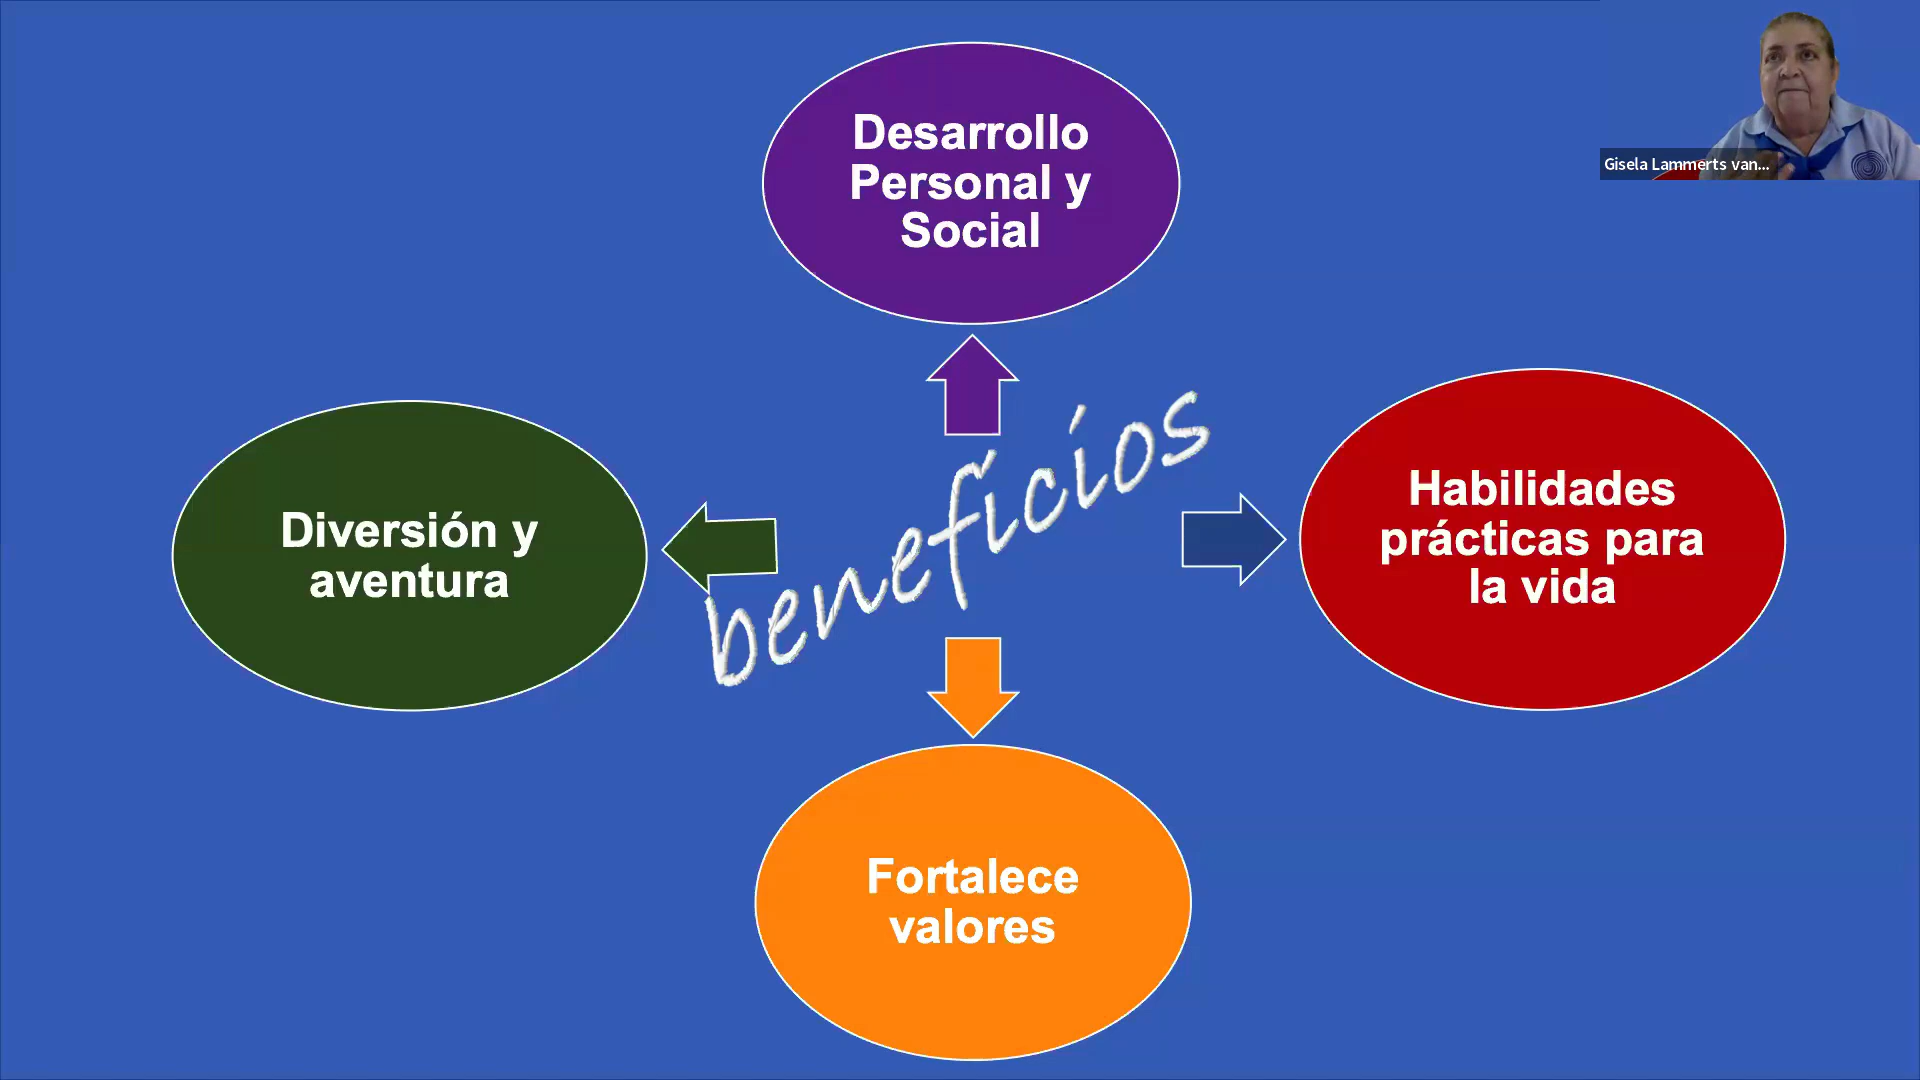 Desarrollo
Personal y
Social
Gisela Lammerts van...
Diversión y
aventura
beneficios
Habilidades
prácticas para
la vida
Fortalece
valores